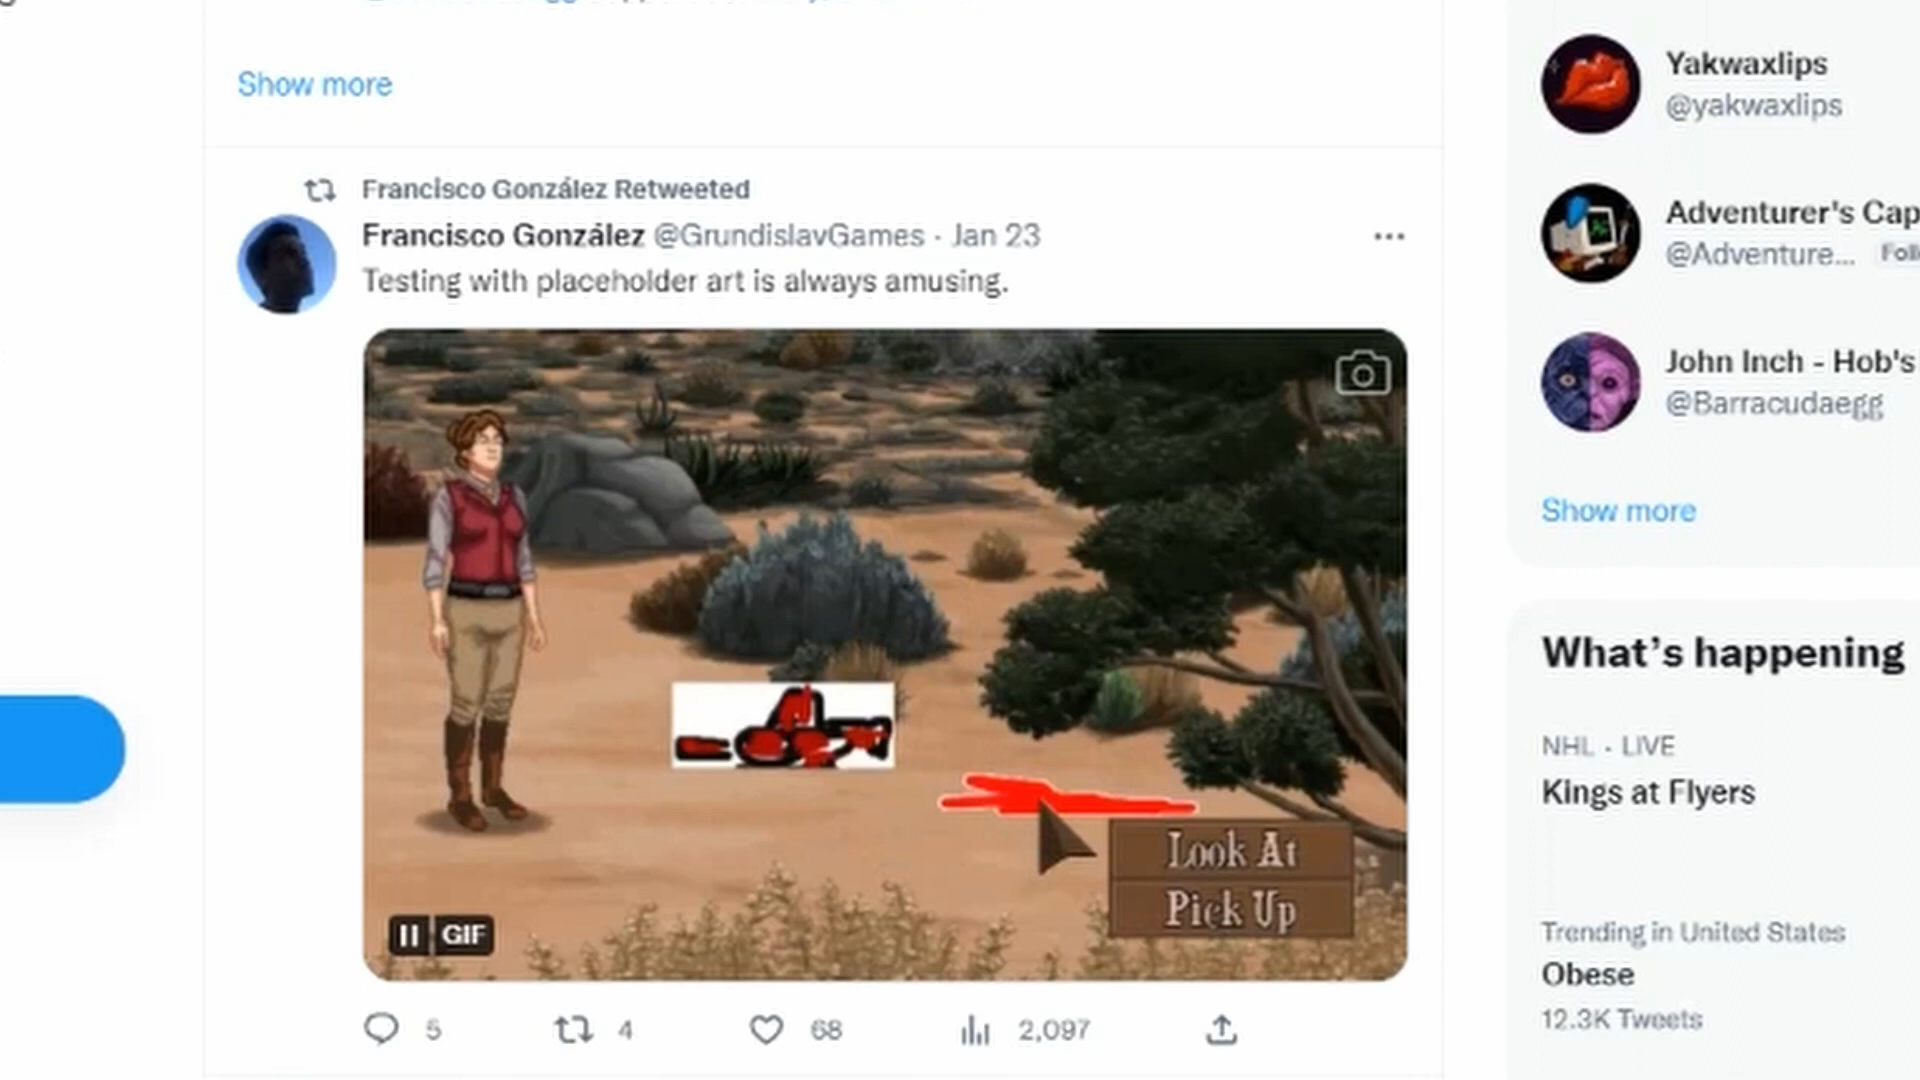 Show more
Francisco González Retweeted
Francisco González @GrundislavGames · Jan 23
Testing with placeholder art is always amusing.
Look At
Pick Up
GIF
5 4 68 2,097
Yakwaxlips
@yakwaxlips
Adventurer's Cap
@Adventure... Follo
John Inch - Hob's
@Barracudaegg
Show more
What's happening
NHL · LIVE
Kings at Flyers
Trending in United States
Obese
12.3K Tweets